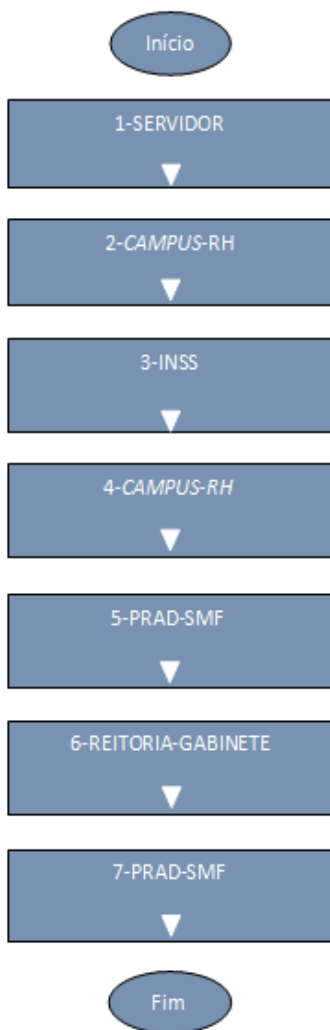 Início
1-SERVIDOR
2-CAMPUS-RH
3-INSS
4-CAMPUS-RH
5-PRAD-SMF
6-REITORIA-GABINETE
7-PRAD-SMF
Fim